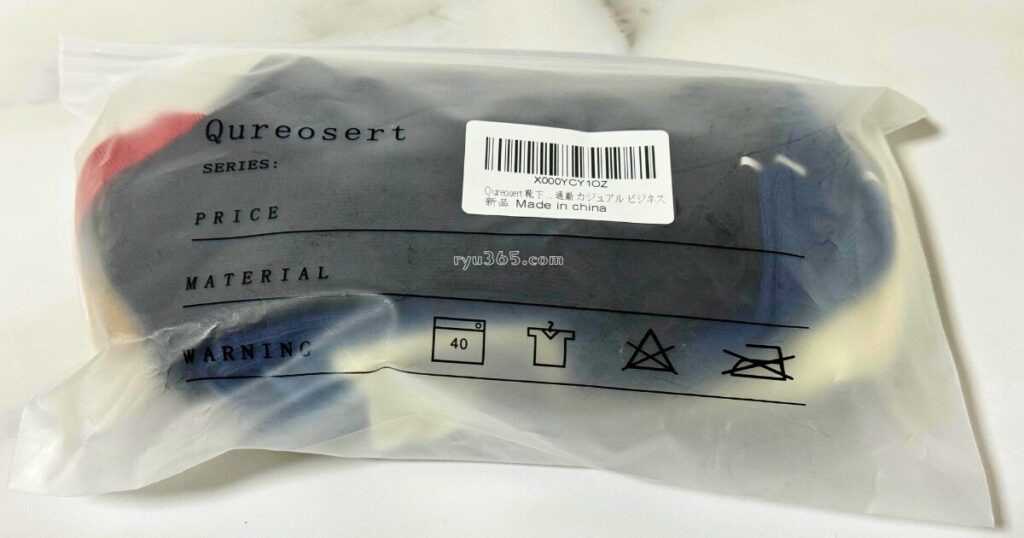 Qureosert
SERIES:
X000YCY1OZ
Qureosert 靴下 ... 通勤 カジュアル ビジネス
新品 Made in china
PRICE
ryu365.com
MATERIAL
WARNING
40